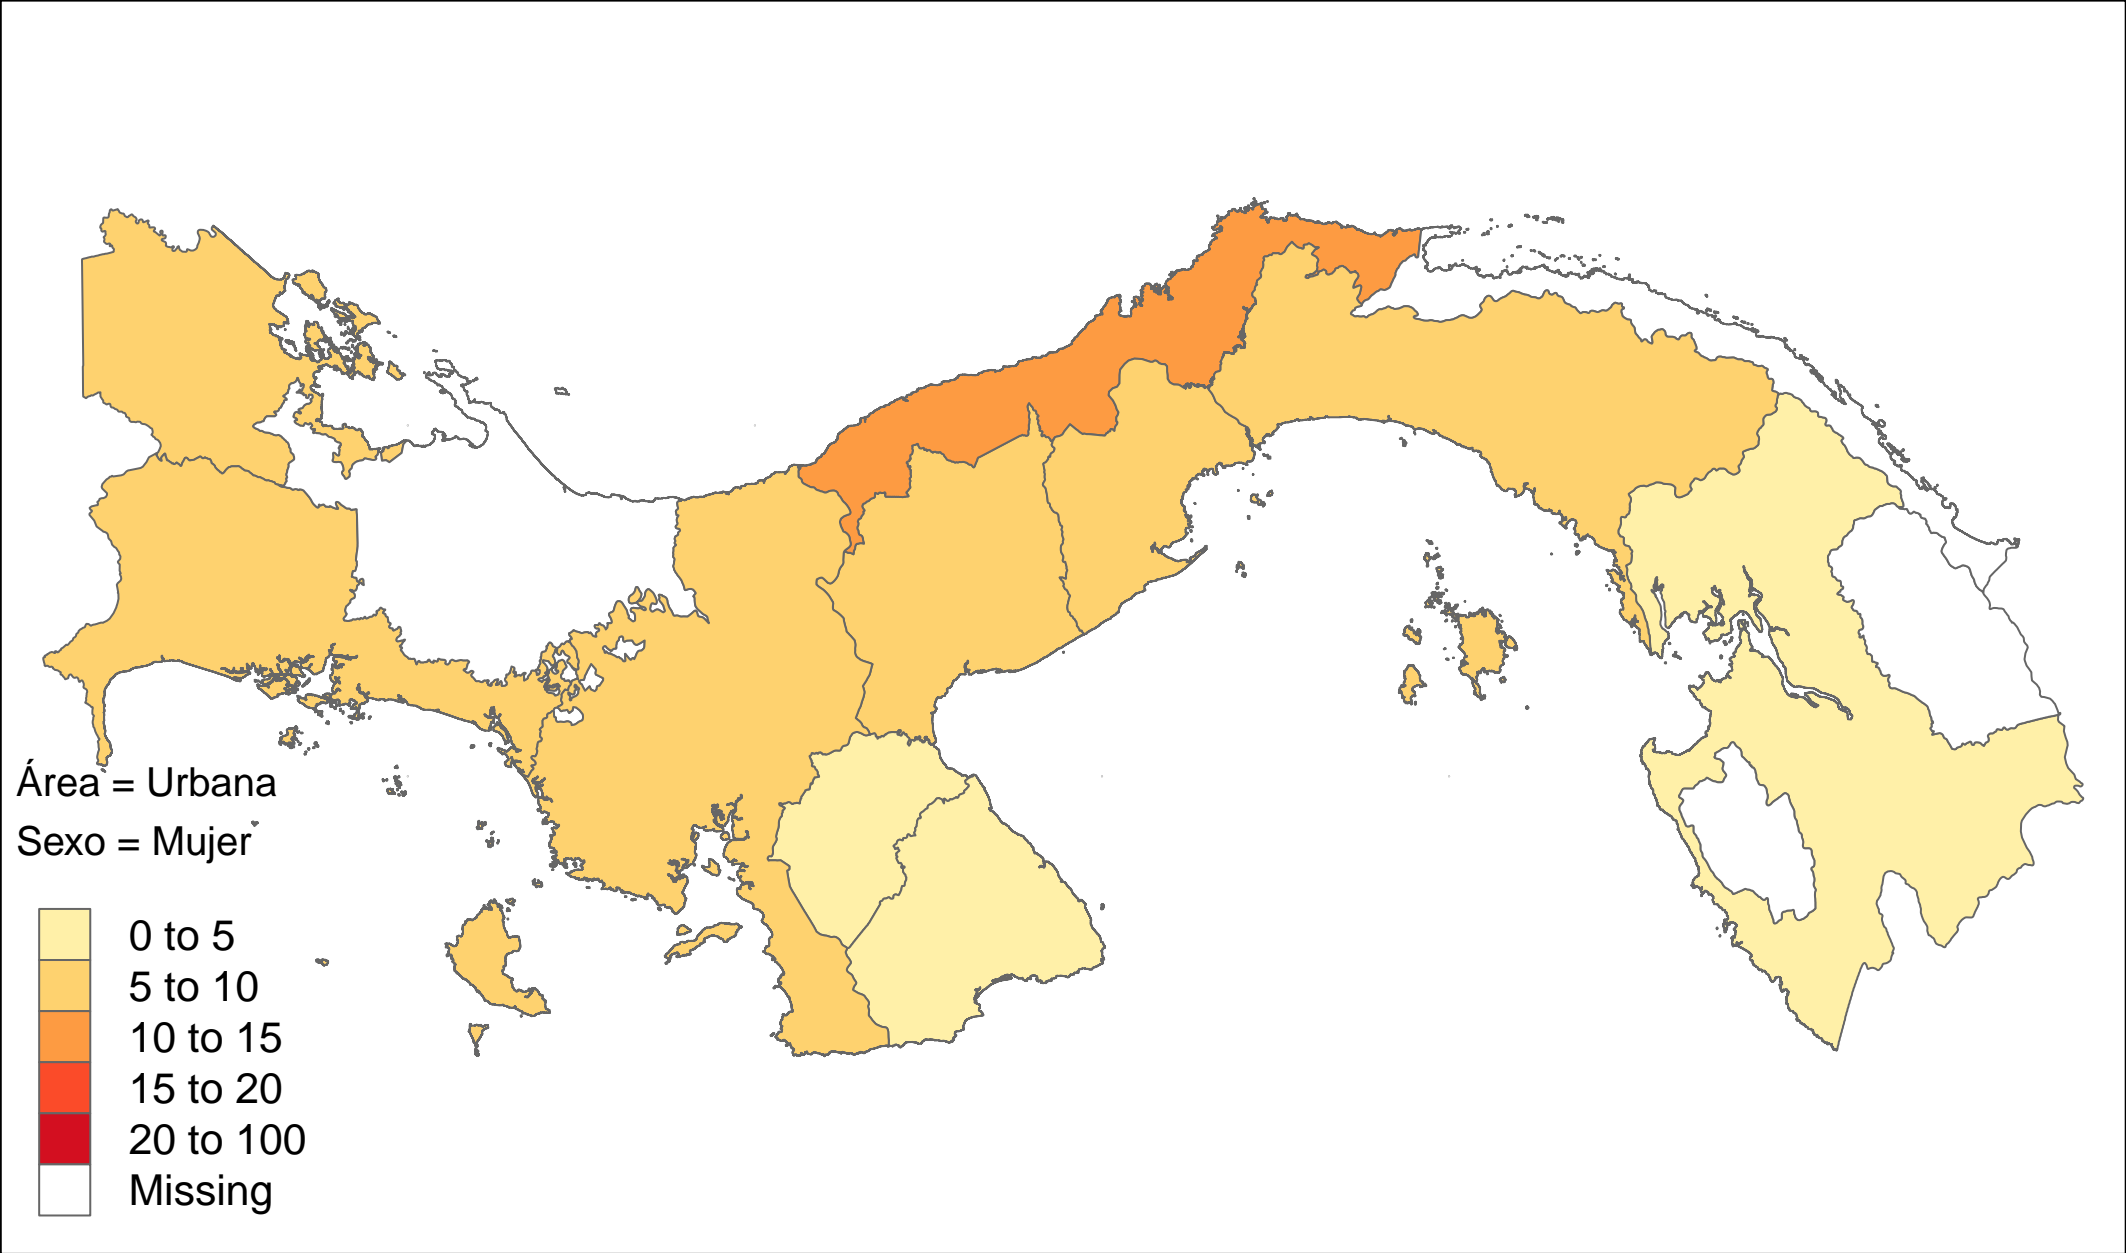 Área = Urbana
Sexo = Mujer
0 to 5
5 to 10
10 to 15
15 to 20
20 to 100
Missing